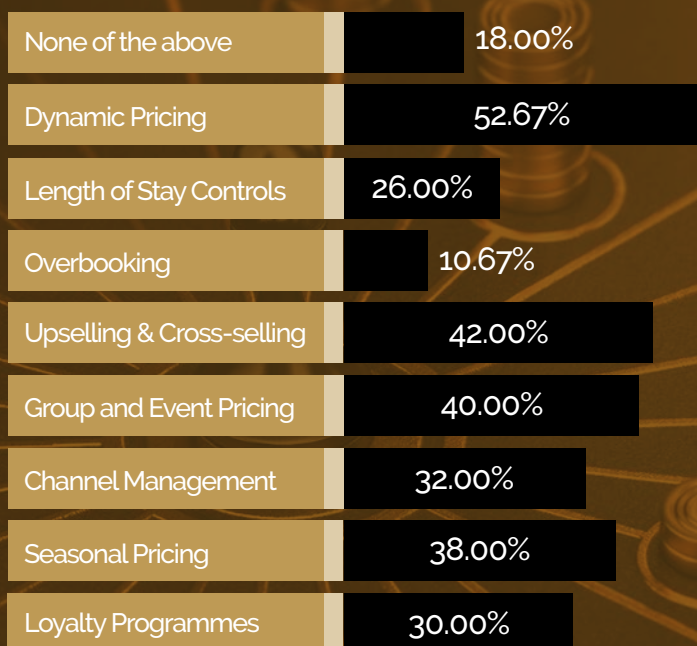 None of the above 18.00%
Dynamic Pricing 52.67%
Length of Stay Controls 26.00%
Overbooking 10.67%
Upselling & Cross-selling 42.00%
Group and Event Pricing 40.00%
Channel Management 32.00%
Seasonal Pricing 38.00%
Loyalty Programmes 30.00%